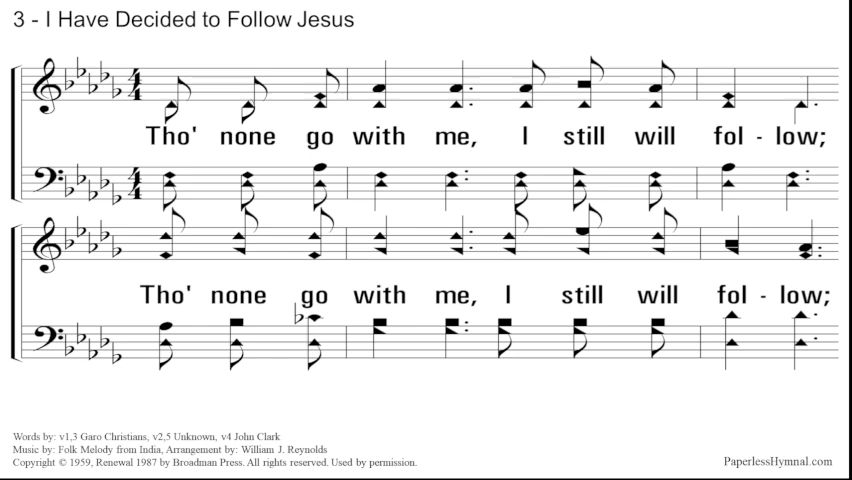 3 - I Have Decided to Follow Jesus
Tho' none go with me, I still will fol - low;
Tho' none go with me, I still will fol - low;
Words by: v1,3 Garo Christians, v2,5 Unknown, v4 John Clark
Music by: Folk Melody from India, Arrangement by: William J. Reynolds
Copyright © 1959, Renewal 1987 by Broadman Press. All rights reserved. Used by permission.
PaperlessHymnal.com